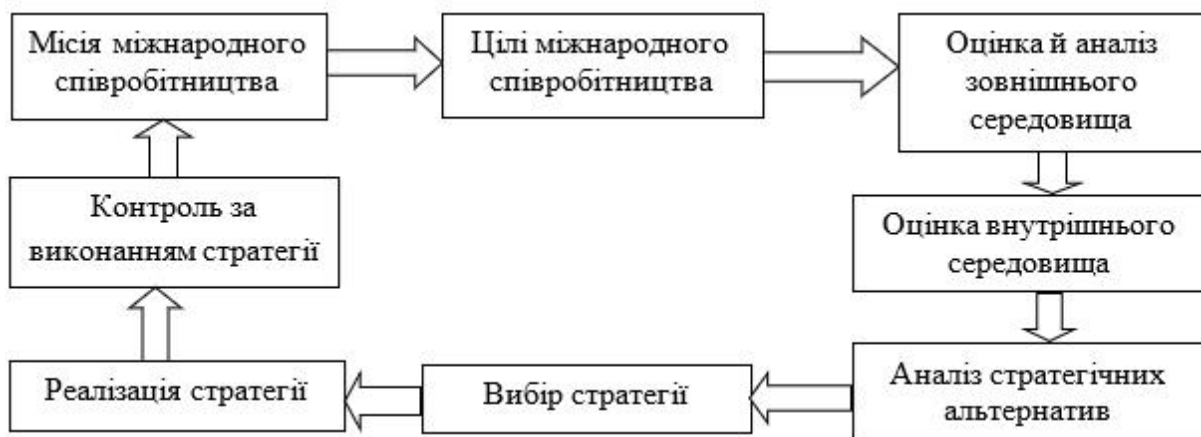 Місія міжнародного
співробітництва
Цілі міжнародного
співробітництва
Оцінка й аналіз
зовнішнього
середовища
Оцінка внутрішнього
середовища
Аналіз стратегічних
альтернатив
Вибір стратегії
Реалізація стратегії
Контроль за
виконанням стратегії